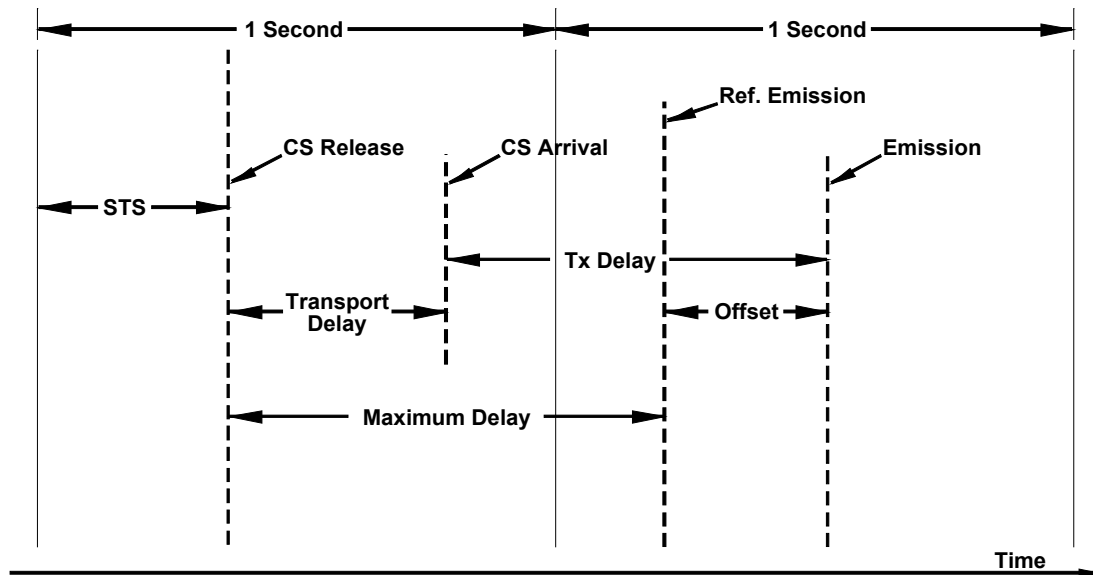 1 Second
1 Second
Ref. Emission
CS Release
CS Arrival
Emission
STS
Tx Delay
Transport
Delay
Offset
Maximum Delay
Time